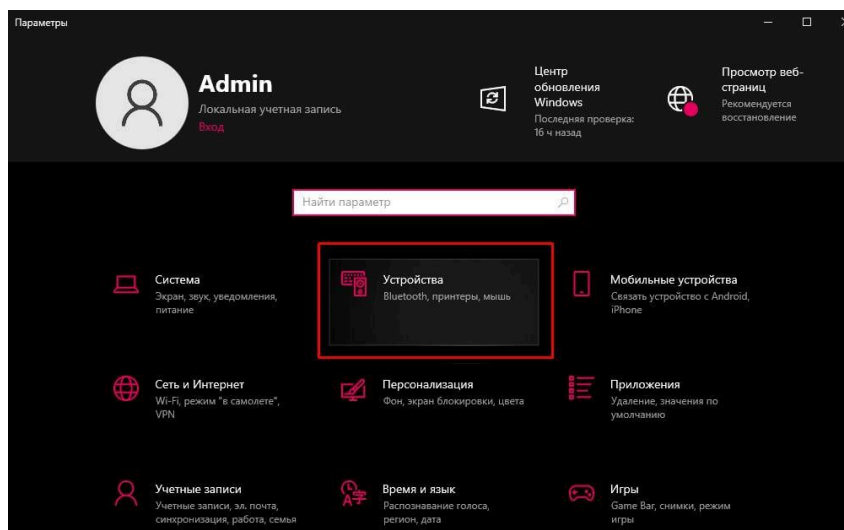 Параметры
Admin
Локальная учетная запись
Вход
Центр
обновления
Windows
Последняя проверка:
16 ч назад
Просмотр веб-
страниц
Рекомендуется
восстановление
Найти параметр
Система
Экран, звук, уведомления,
питание
Устройства
Bluetooth, принтеры, мышь
Мобильные устройства
Связать устройство с Android,
iPhone
Сеть и Интернет
Wi-Fi, режим "в самолете",
VPN
Персонализация
Фон, экран блокировки, цвета
Приложения
Удаление, значения по
умолчанию
Учетные записи
Учетные записи, эл. почта,
синхронизация, работа, семья
Время и язык
Распознавание голоса,
регион, дата
Игры
Game Bar, снимки, режим
игры